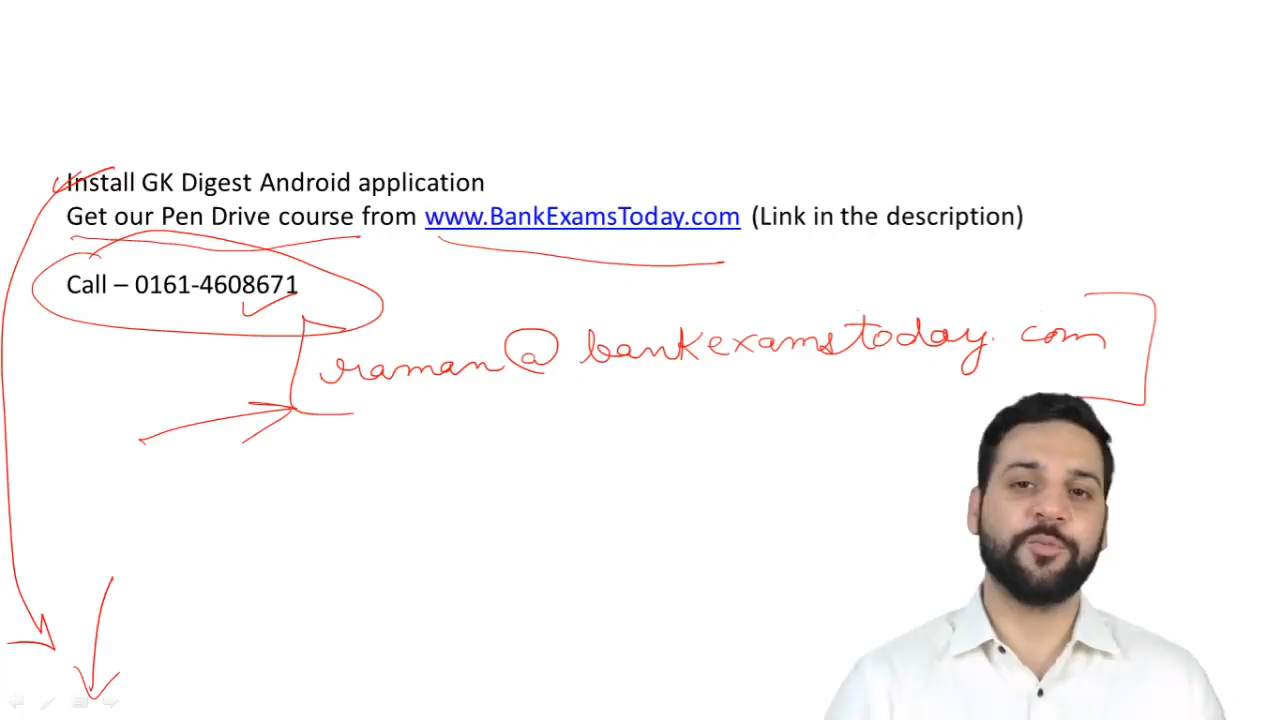 Install GK Digest Android application
Get our Pen Drive course from www.BankExamsToday.com (Link in the description)
Call – 0161-4608671
raman@bankexamstoday.com